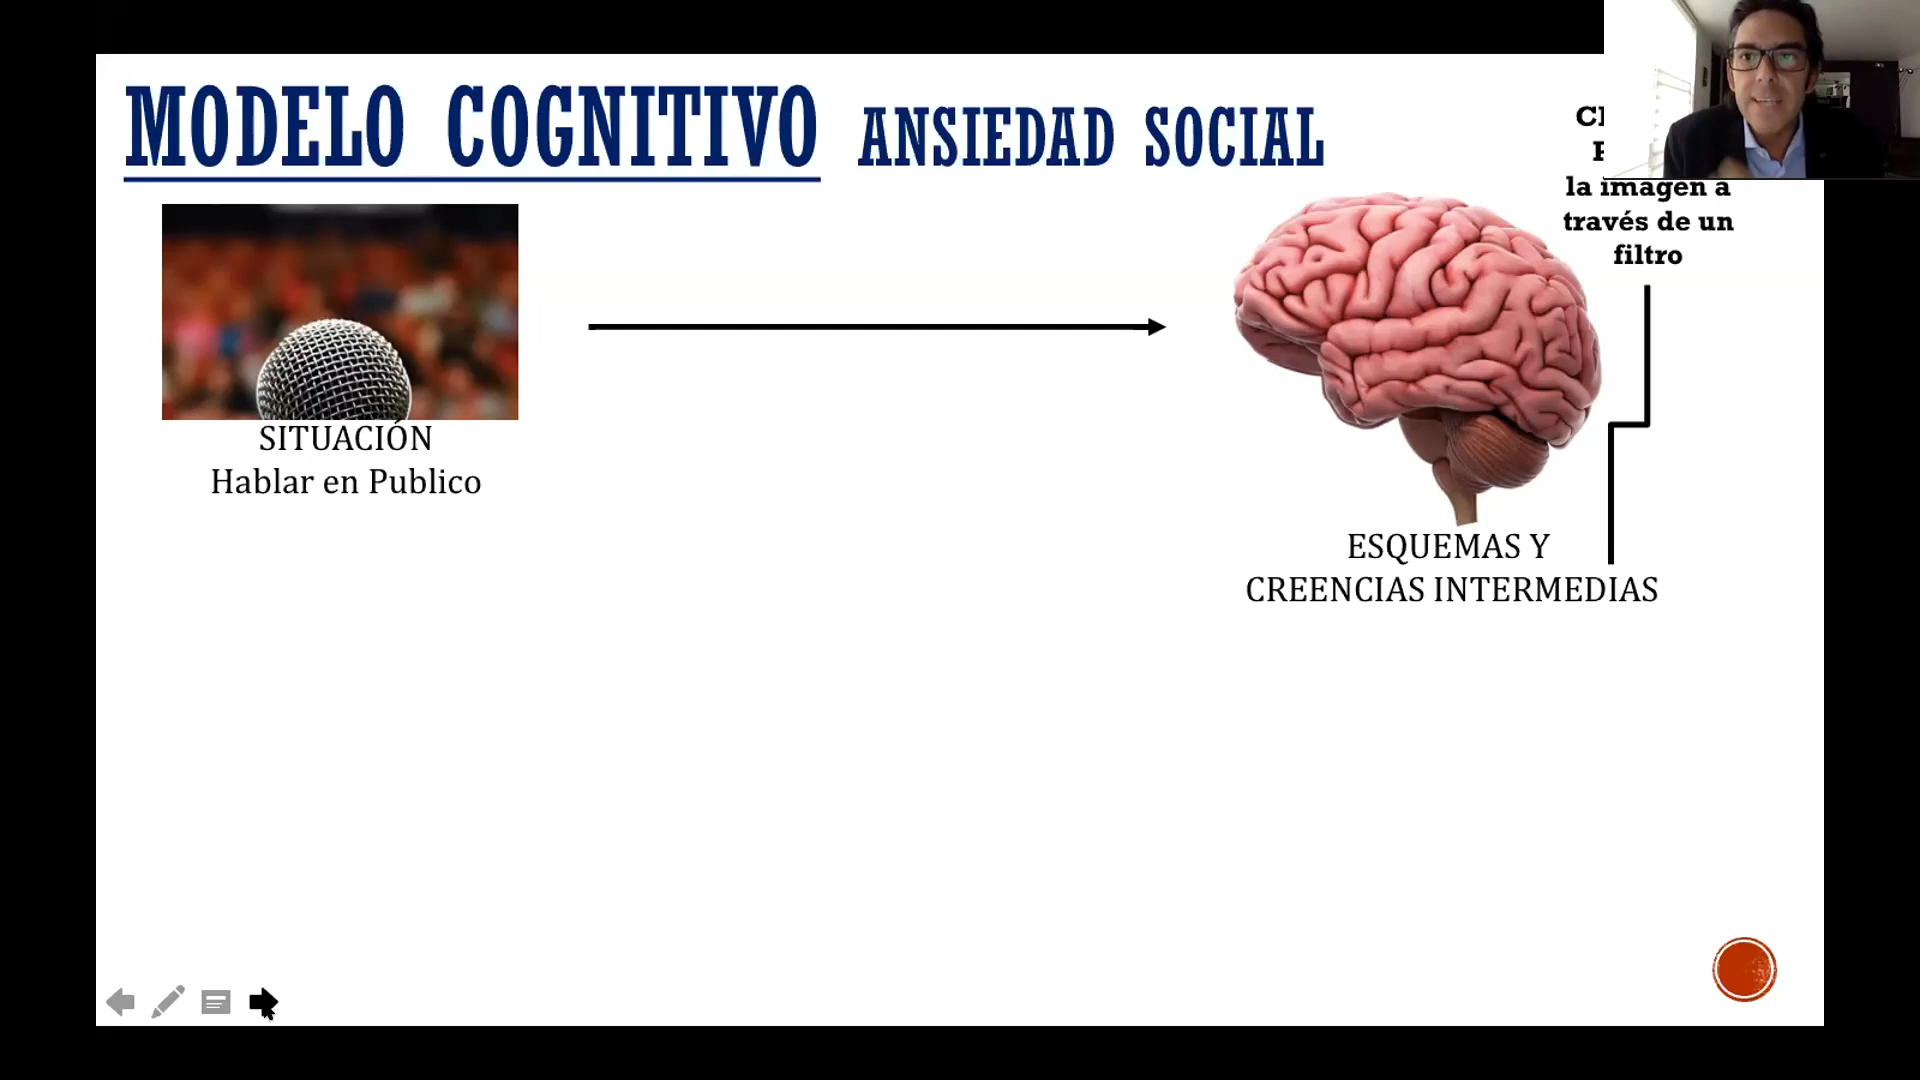 MODELO COGNITIVO ANSIEDAD SOCIAL
la imagen a
través de un
filtro
SITUACIÓN
Hablar en Publico
ESQUEMAS Y
CREENCIAS INTERMEDIAS